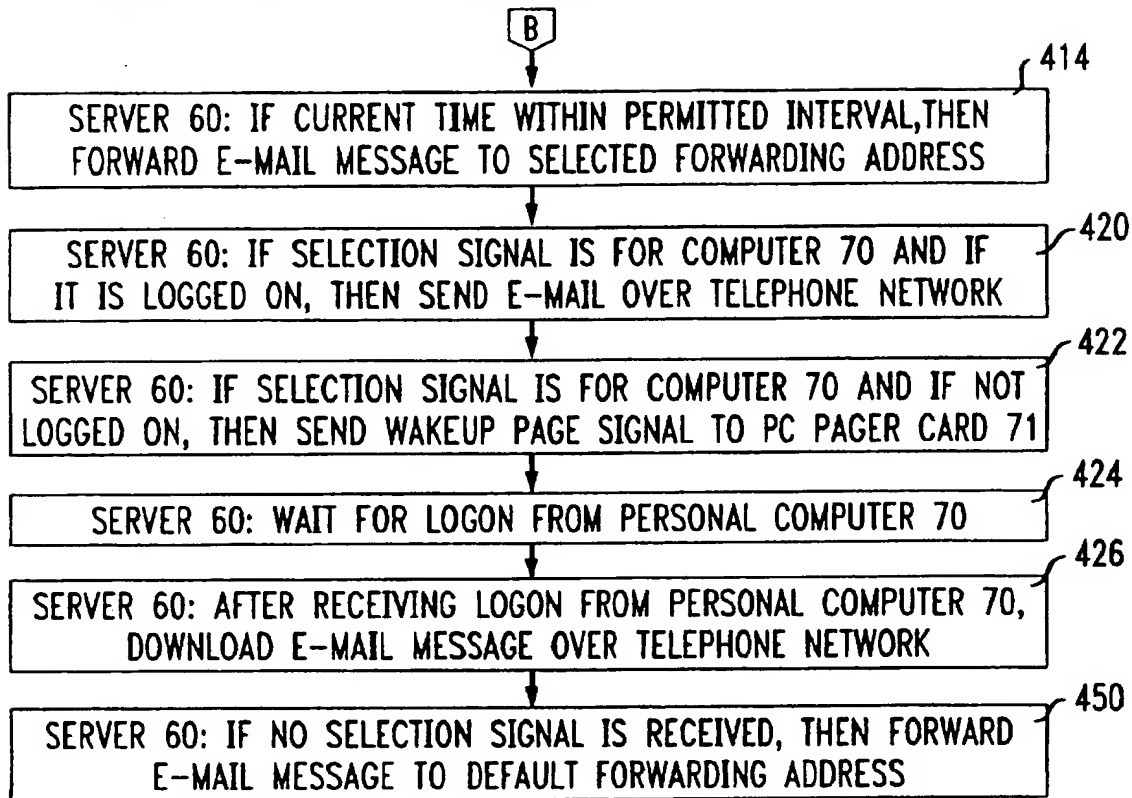 B
414
SERVER 60: IF CURRENT TIME WITHIN PERMITTED INTERVAL,THEN
FORWARD E-MAIL MESSAGE TO SELECTED FORWARDING ADDRESS
420
SERVER 60: IF SELECTION SIGNAL IS FOR COMPUTER 70 AND IF
IT IS LOGGED ON, THEN SEND E-MAIL OVER TELEPHONE NETWORK
422
SERVER 60: IF SELECTION SIGNAL IS FOR COMPUTER 70 AND IF NOT
LOGGED ON, THEN SEND WAKEUP PAGE SIGNAL TO PC PAGER CARD 71
424
SERVER 60: WAIT FOR LOGON FROM PERSONAL COMPUTER 70
426
SERVER 60: AFTER RECEIVING LOGON FROM PERSONAL COMPUTER 70,
DOWNLOAD E-MAIL MESSAGE OVER TELEPHONE NETWORK
450
SERVER 60: IF NO SELECTION SIGNAL IS RECEIVED, THEN FORWARD
E-MAIL MESSAGE TO DEFAULT FORWARDING ADDRESS